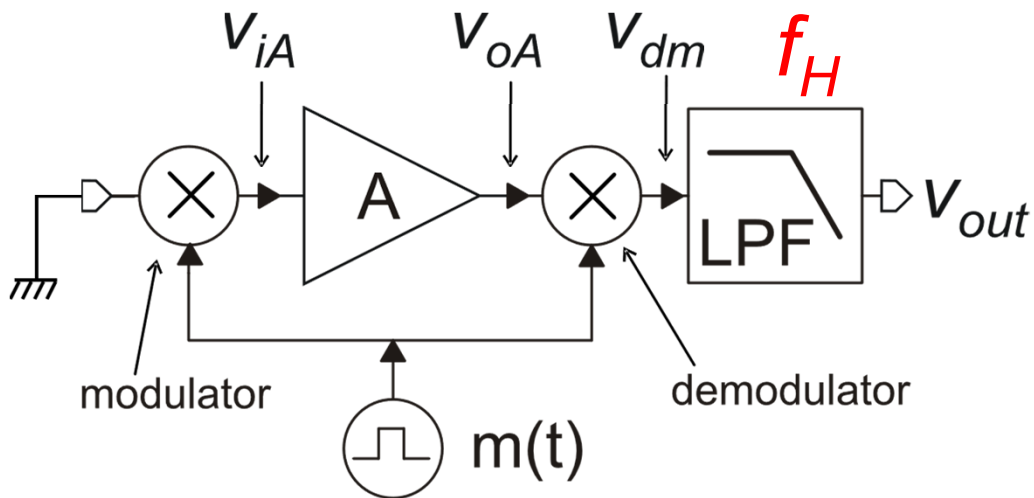 v_iA
v_oA
v_dm
f_H
A
LPF
v_out
modulator
demodulator
m(t)